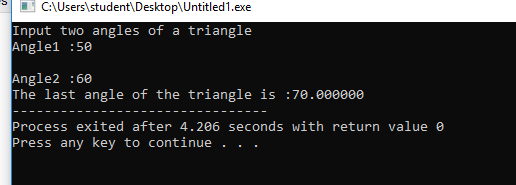 C:\Users\student\Desktop\Untitled1.exe
Input two angles of a triangle
Angle1 :50
Angle2 :60
The last angle of the triangle is :70.000000
--------------------------------
Process exited after 4.206 seconds with return value 0
Press any key to continue . . .